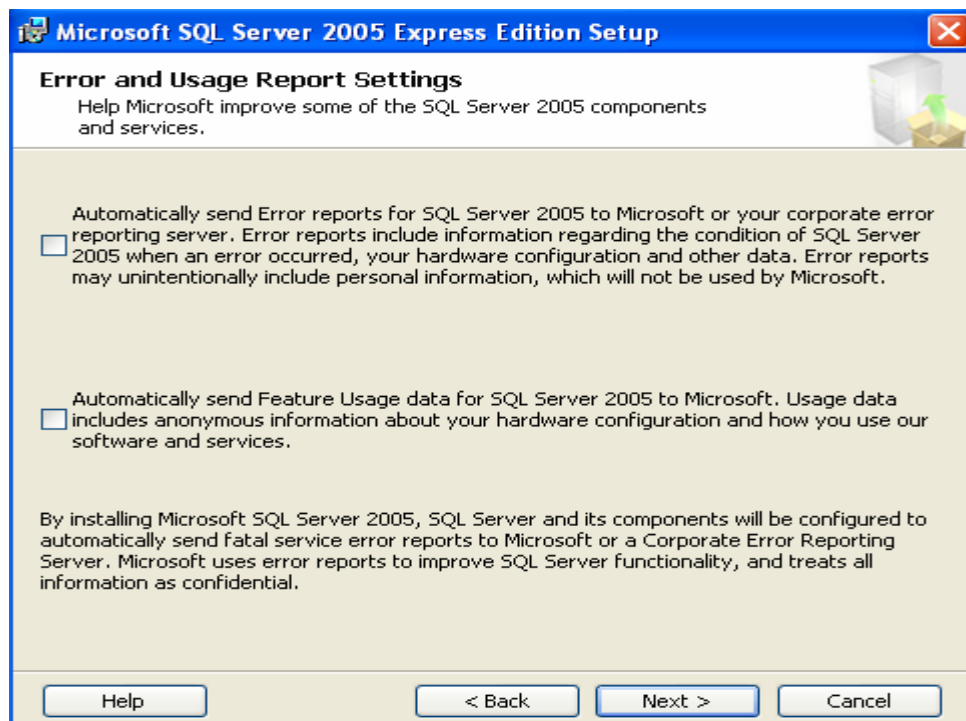 Microsoft SQL Server 2005 Express Edition Setup
Error and Usage Report Settings
Help Microsoft improve some of the SQL Server 2005 components
and services.
Automatically send Error reports for SQL Server 2005 to Microsoft or your corporate error
reporting server. Error reports include information regarding the condition of SQL Server
2005 when an error occurred, your hardware configuration and other data. Error reports
may unintentionally include personal information, which will not be used by Microsoft.
Automatically send Feature Usage data for SQL Server 2005 to Microsoft. Usage data
includes anonymous information about your hardware configuration and how you use our
software and services.
By installing Microsoft SQL Server 2005, SQL Server and its components will be configured to
automatically send fatal service error reports to Microsoft or a Corporate Error Reporting
Server. Microsoft uses error reports to improve SQL Server functionality, and treats all
information as confidential.
Help
< Back
Next >
Cancel